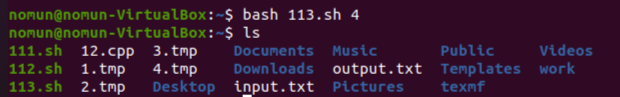 nomun@nomun-VirtualBox:~$ bash 113.sh 4
nomun@nomun-VirtualBox:~$ ls
111.sh 12.cpp 3.tmp Documents Music Public Videos
112.sh 1.tmp 4.tmp Downloads output.txt Templates work
113.sh 2.tmp Desktop input.txt Pictures texmf